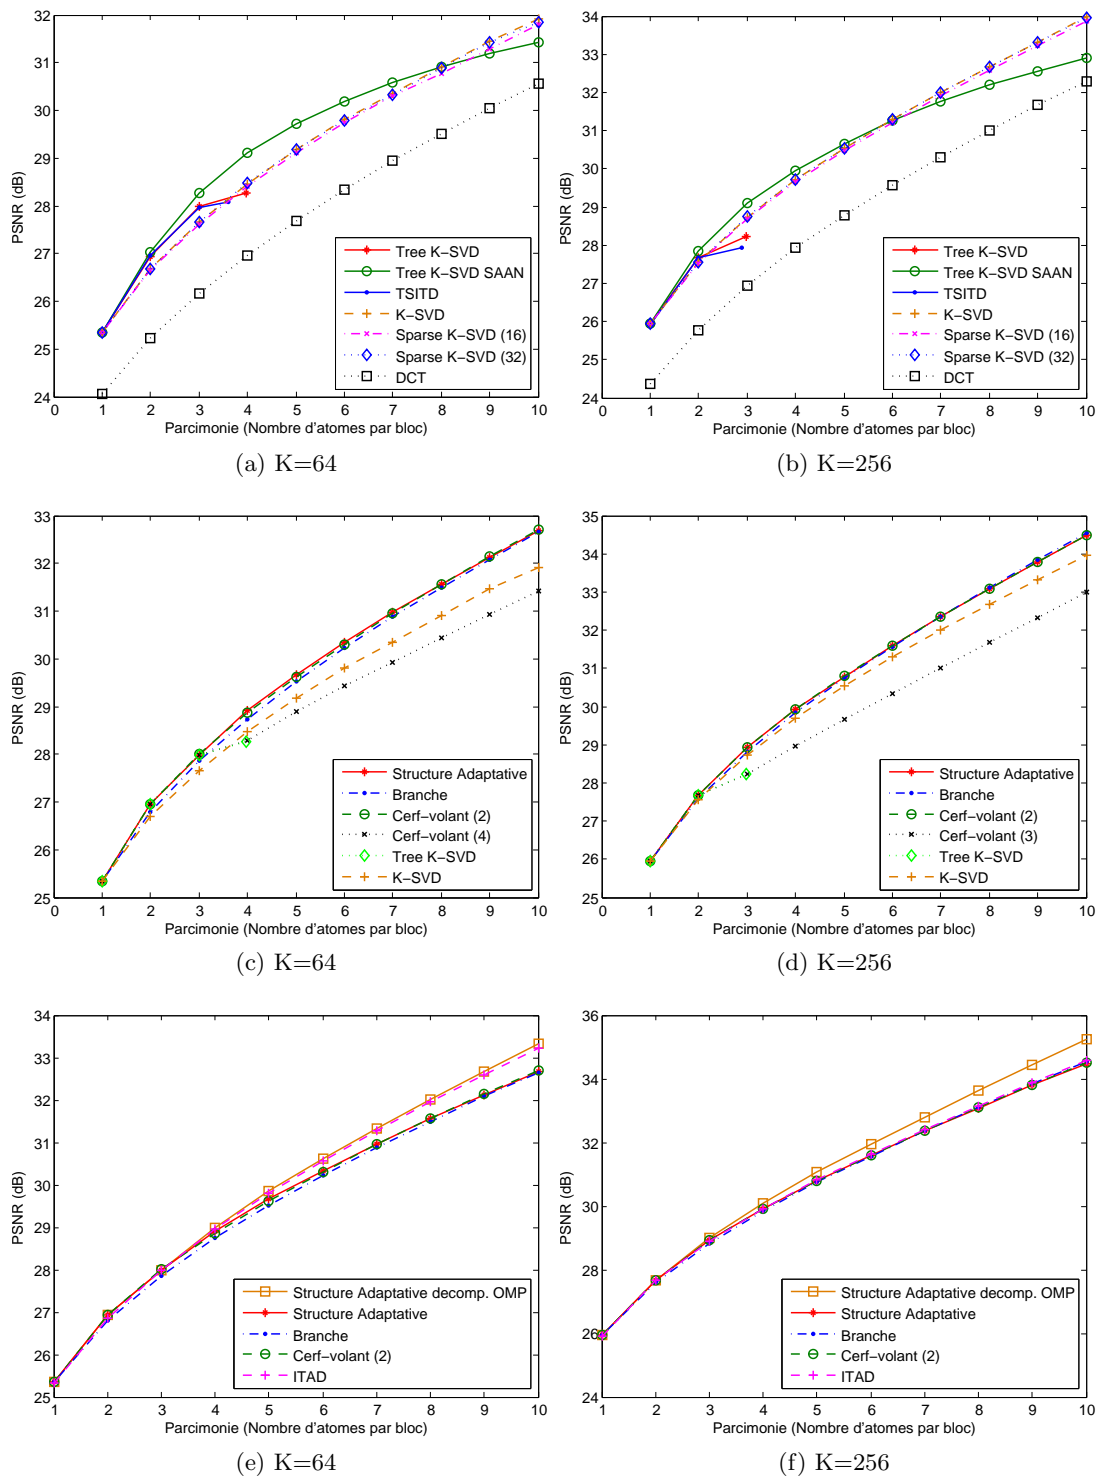 32
31
30
29
28
27
26
25
24
0 1 2 3 4 5 6 7 8 9 10
PSNR (dB)
Parcimonie (Nombre d'atomes par bloc)
Tree K−SVD
Tree K−SVD SAAN
TSITD
K−SVD
Sparse K−SVD (16)
Sparse K−SVD (32)
DCT
(a) K=64
34
33
32
31
30
29
28
27
26
25
24
0 1 2 3 4 5 6 7 8 9 10
PSNR (dB)
Parcimonie (Nombre d'atomes par bloc)
Tree K−SVD
Tree K−SVD SAAN
TSITD
K−SVD
Sparse K−SVD (16)
Sparse K−SVD (32)
DCT
(b) K=256
33
32
31
30
29
28
27
26
25
0 1 2 3 4 5 6 7 8 9 10
PSNR (dB)
Parcimonie (Nombre d'atomes par bloc)
Structure Adaptative
Branche
Cerf−volant (2)
Cerf−volant (4)
Tree K−SVD
K−SVD
(c) K=64
35
34
33
32
31
30
29
28
27
26
25
0 1 2 3 4 5 6 7 8 9 10
PSNR (dB)
Parcimonie (Nombre d'atomes par bloc)
Structure Adaptative
Branche
Cerf−volant (2)
Cerf−volant (3)
Tree K−SVD
K−SVD
(d) K=256
34
33
32
31
30
29
28
27
26
25
1 2 3 4 5 6 7 8 9 10
PSNR (dB)
Parcimonie (Nombre d'atomes par bloc)
Structure Adaptative decomp. OMP
Structure Adaptative
Branche
Cerf−volant (2)
ITAD
(e) K=64
36
34
32
30
28
26
24
1 2 3 4 5 6 7 8 9 10
PSNR (dB)
Parcimonie (Nombre d'atomes par bloc)
Structure Adaptative decomp. OMP
Structure Adaptative
Branche
Cerf−volant (2)
ITAD
(f) K=256